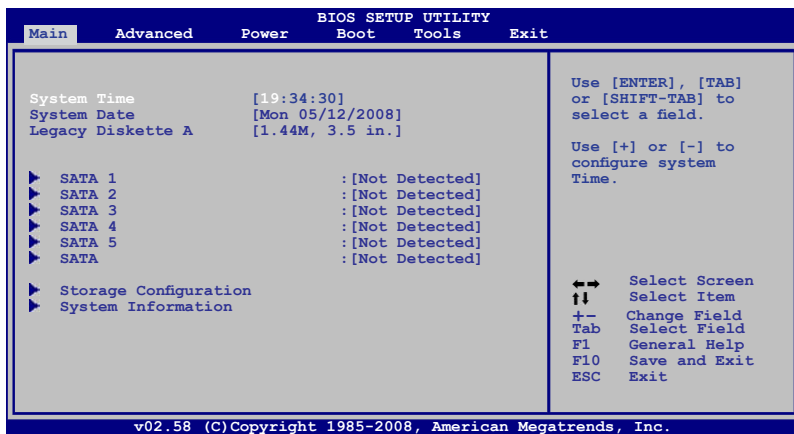 BIOS SETUP UTILITY
Main Advanced Power Boot Tools Exit
System Time [19:34:30]
System Date [Mon 05/12/2008]
Legacy Diskette A [1.44M, 3.5 in.]
SATA 1 :[Not Detected]
SATA 2 :[Not Detected]
SATA 3 :[Not Detected]
SATA 4 :[Not Detected]
SATA 5 :[Not Detected]
SATA :[Not Detected]
Storage Configuration
System Information
Use [ENTER], [TAB]
or [SHIFT-TAB] to
select a field.
Use [+] or [-] to
configure system
Time.
←→ Select Screen
↑↓ Select Item
+- Change Field
Tab Select Field
F1 General Help
F10 Save and Exit
ESC Exit
v02.58 (C)Copyright 1985-2008, American Megatrends, Inc.